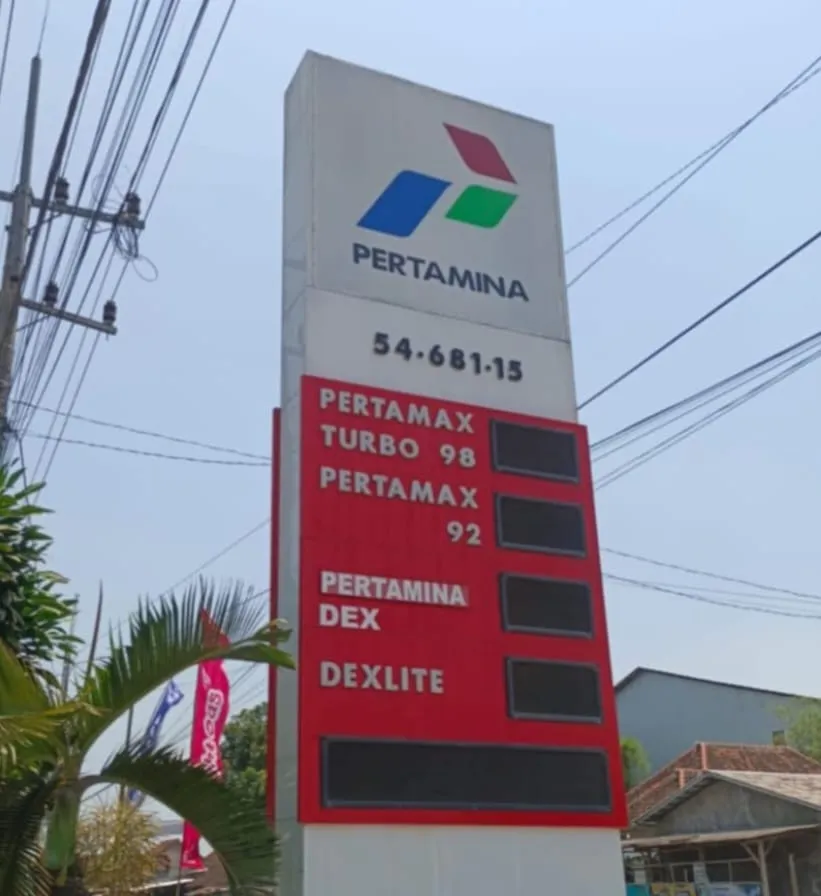 PERTAMINA
54.681.15
PERTAMAX
TURBO 98
PERTAMAX
92
PERTAMINA
DEX
DEXLITE